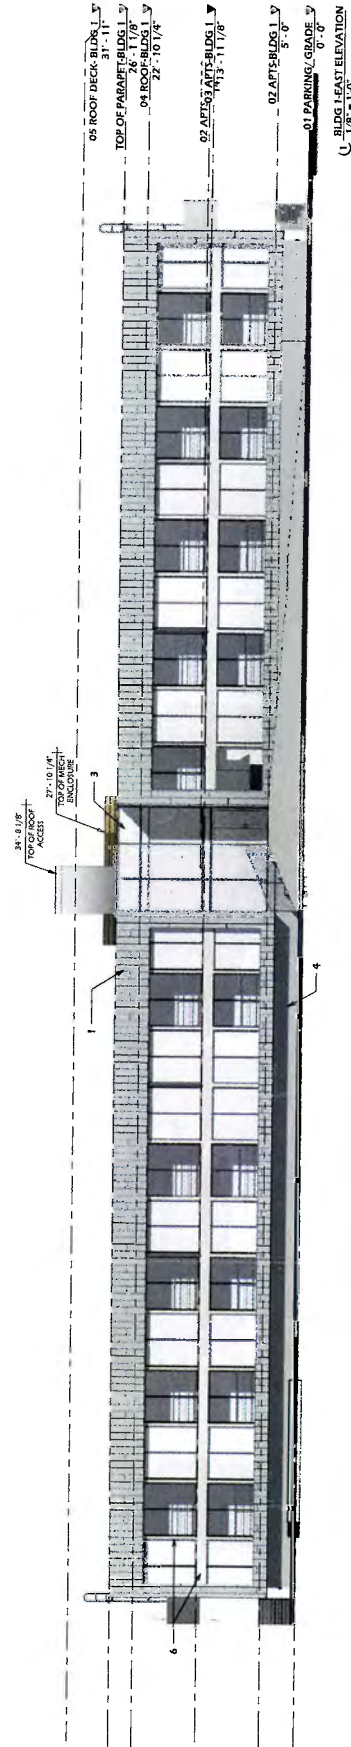 05 ROOF DECK- BLDG 1
31' - 11"
TOP OF PARAPET-BLDG 1
26' - 11 1/8"
04 ROOF-BLDG 1
22' - 10 1/4"
02 APTS
03 APTS-BLDG 1
13' - 11 1/8"
02 APTS-BLDG 1
5' - 0"
01 PARKING/ GRADE
0' - 0"
BLDG 1-EAST ELEVATION
1/8" = 1'-0"
1
34' - 8 1/8"
TOP OF ROOF
ACCESS
27' - 10 1/4"
TOP OF MECH
ENCLOSURE
3
1
4
6